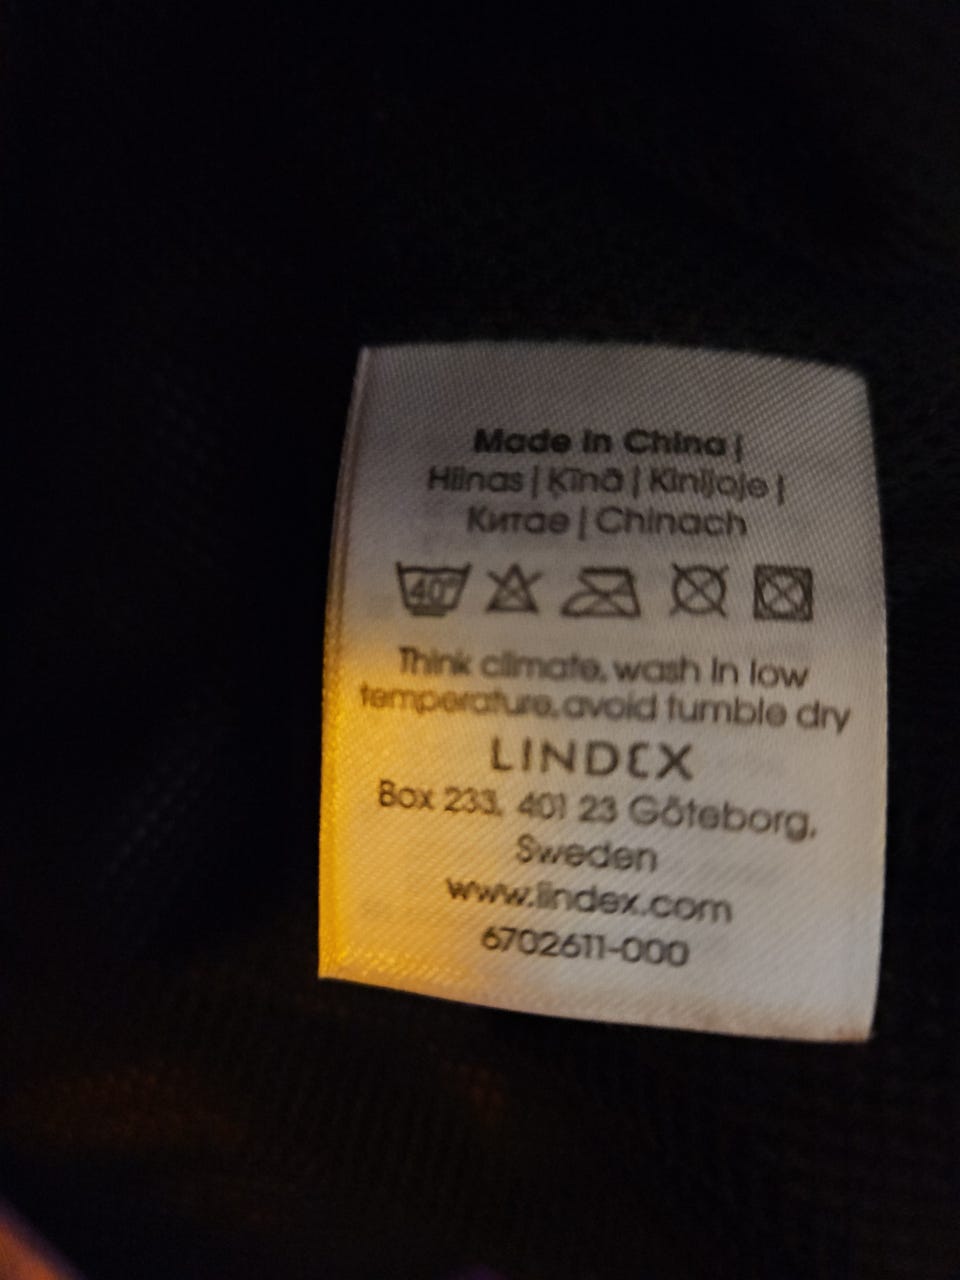 Made in China |
Hiinas | Ķīnā | Kinijoje |
Китае | Chinach
40°
Think climate, wash in low
temperature, avoid tumble dry
LINDEX
Box 233, 401 23 Göteborg,
Sweden
www.lindex.com
6702611-000